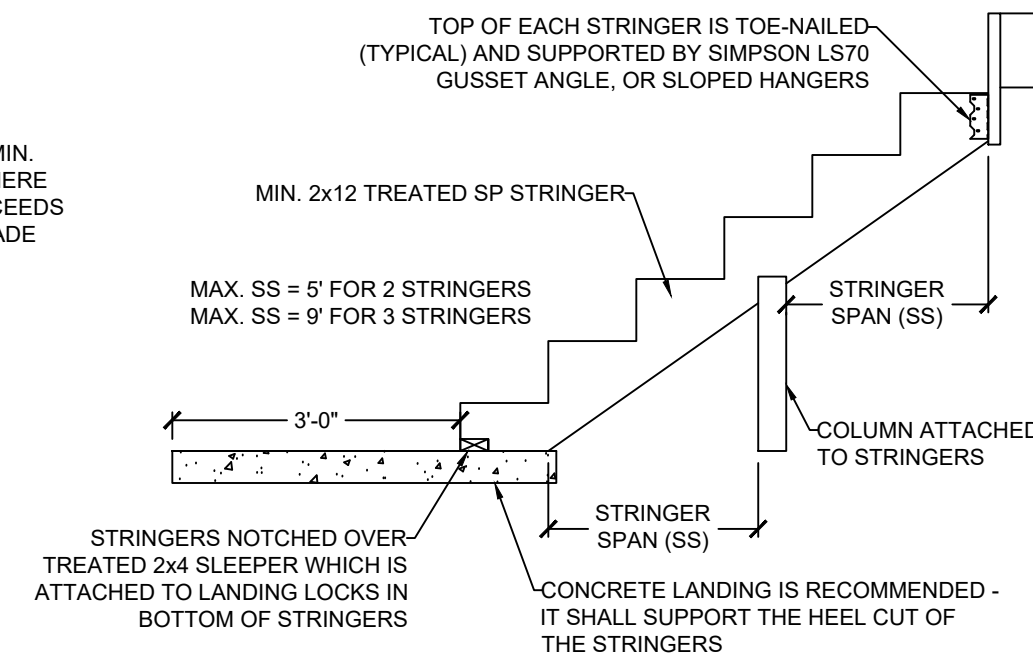 TOP OF EACH STRINGER IS TOE-NAILED
(TYPICAL) AND SUPPORTED BY SIMPSON LS70
GUSSET ANGLE, OR SLOPED HANGERS
MIN. 2x12 TREATED SP STRINGER
MAX. SS = 5' FOR 2 STRINGERS
MAX. SS = 9' FOR 3 STRINGERS
STRINGER
SPAN (SS)
3'-0"
COLUMN ATTACHED
TO STRINGERS
STRINGER
SPAN (SS)
STRINGERS NOTCHED OVER
TREATED 2x4 SLEEPER WHICH IS
ATTACHED TO LANDING LOCKS IN
BOTTOM OF STRINGERS
CONCRETE LANDING IS RECOMMENDED -
IT SHALL SUPPORT THE HEEL CUT OF
THE STRINGERS